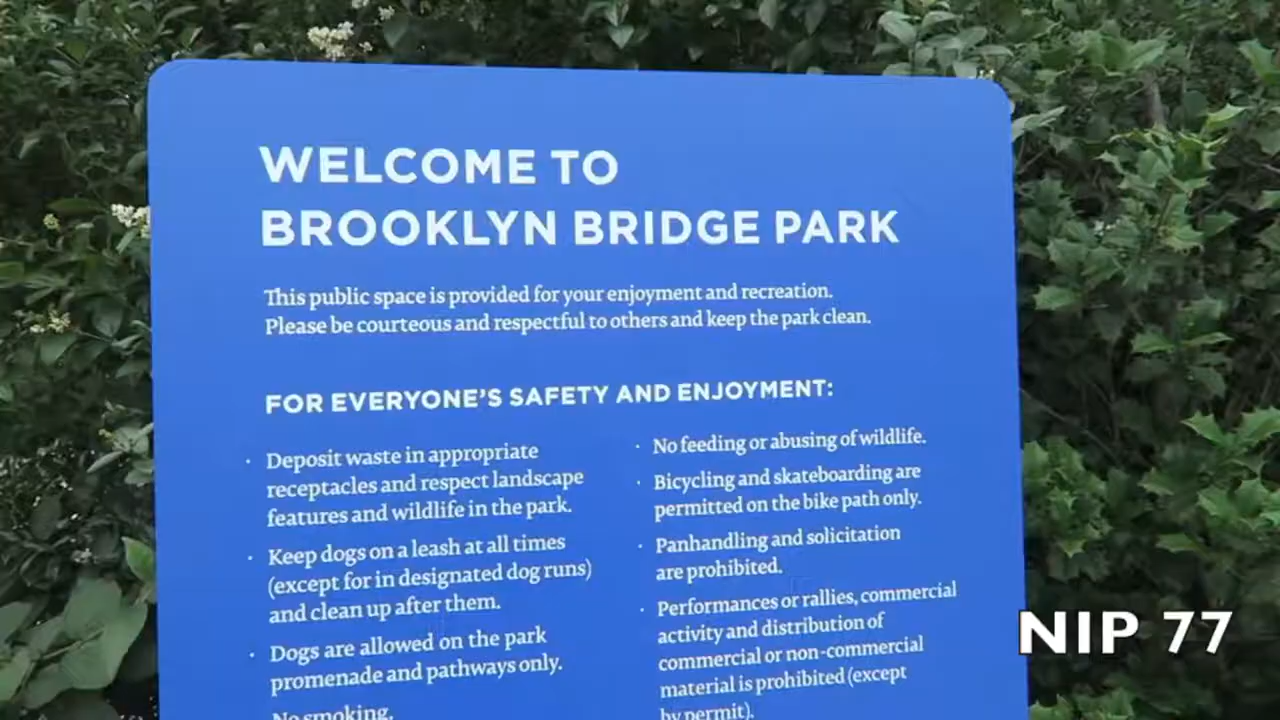 WELCOME TO
BROOKLYN BRIDGE PARK
This public space is provided for your enjoyment and recreation.
Please be courteous and respectful to others and keep the park clean.
FOR EVERYONE'S SAFETY AND ENJOYMENT:
· Deposit waste in appropriate
receptacles and respect landscape
features and wildlife in the park.
· Keep dogs on a leash at all times
(except for in designated dog runs)
and clean up after them.
· Dogs are allowed on the park
promenade and pathways only.
No smoking.
· No feeding or abusing of wildlife.
· Bicycling and skateboarding are
permitted on the bike path only.
· Panhandling and solicitation
are prohibited.
· Performances or rallies, commercial
activity and distribution of
commercial or non-commercial
material is prohibited (except
by permit).
NIP 77